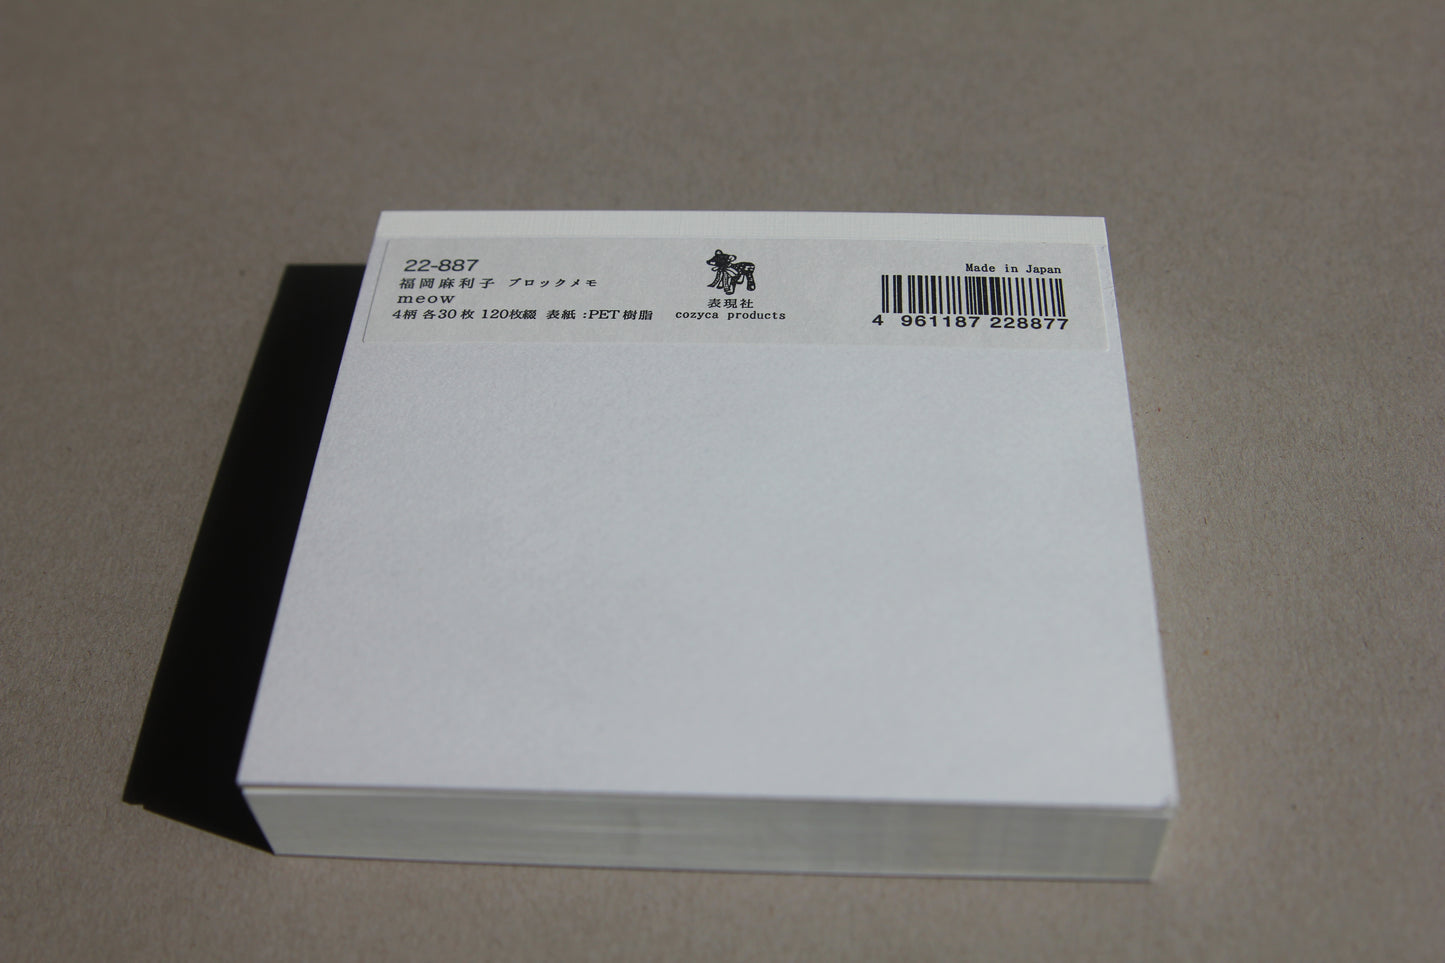 22-887
福岡麻利子 ブロックメモ
meow
4柄 各30枚 120枚綴 表紙:PET樹脂
表現社
cozyca products
Made in Japan
4 961187 228877